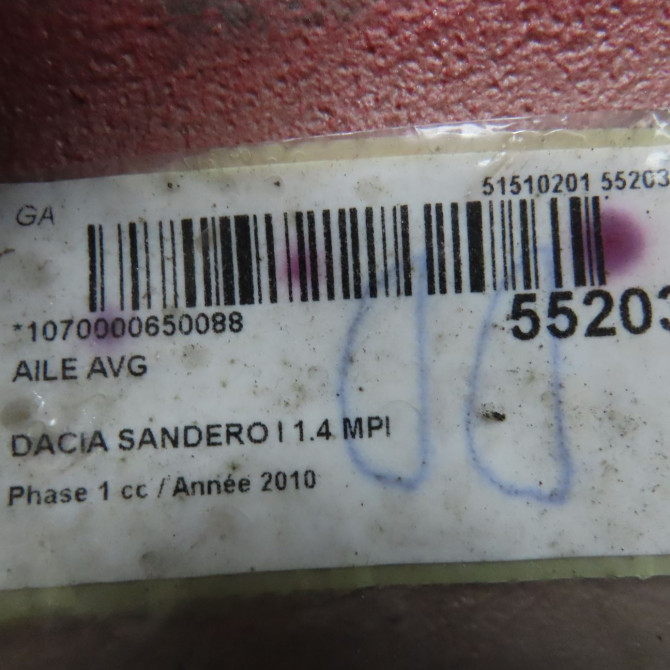 51510201 55203
GA
*1070000650088
55203
AILE AVG
DACIA SANDERO I 1.4 MPI
Phase 1 cc / Année 2010